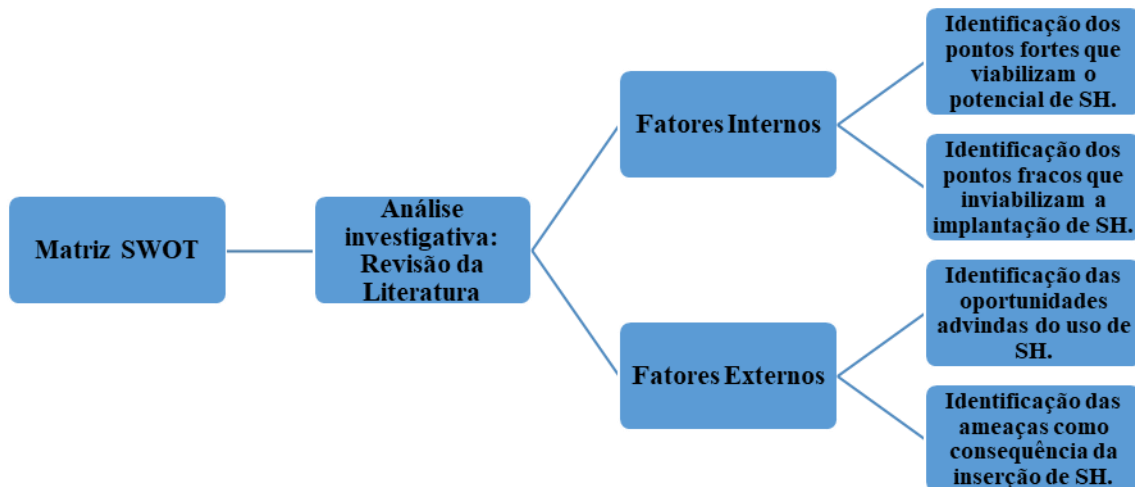 Matriz SWOT
Análise
investigativa:
Revisão da
Literatura
Fatores Internos
Identificação dos
pontos fortes que
viabilizam o
potencial de SH.
Identificação dos
pontos fracos que
inviabilizam a
implantação de SH.
Fatores Externos
Identificação das
oportunidades
advindas do uso de
SH.
Identificação das
ameaças como
consequência da
inserção de SH.